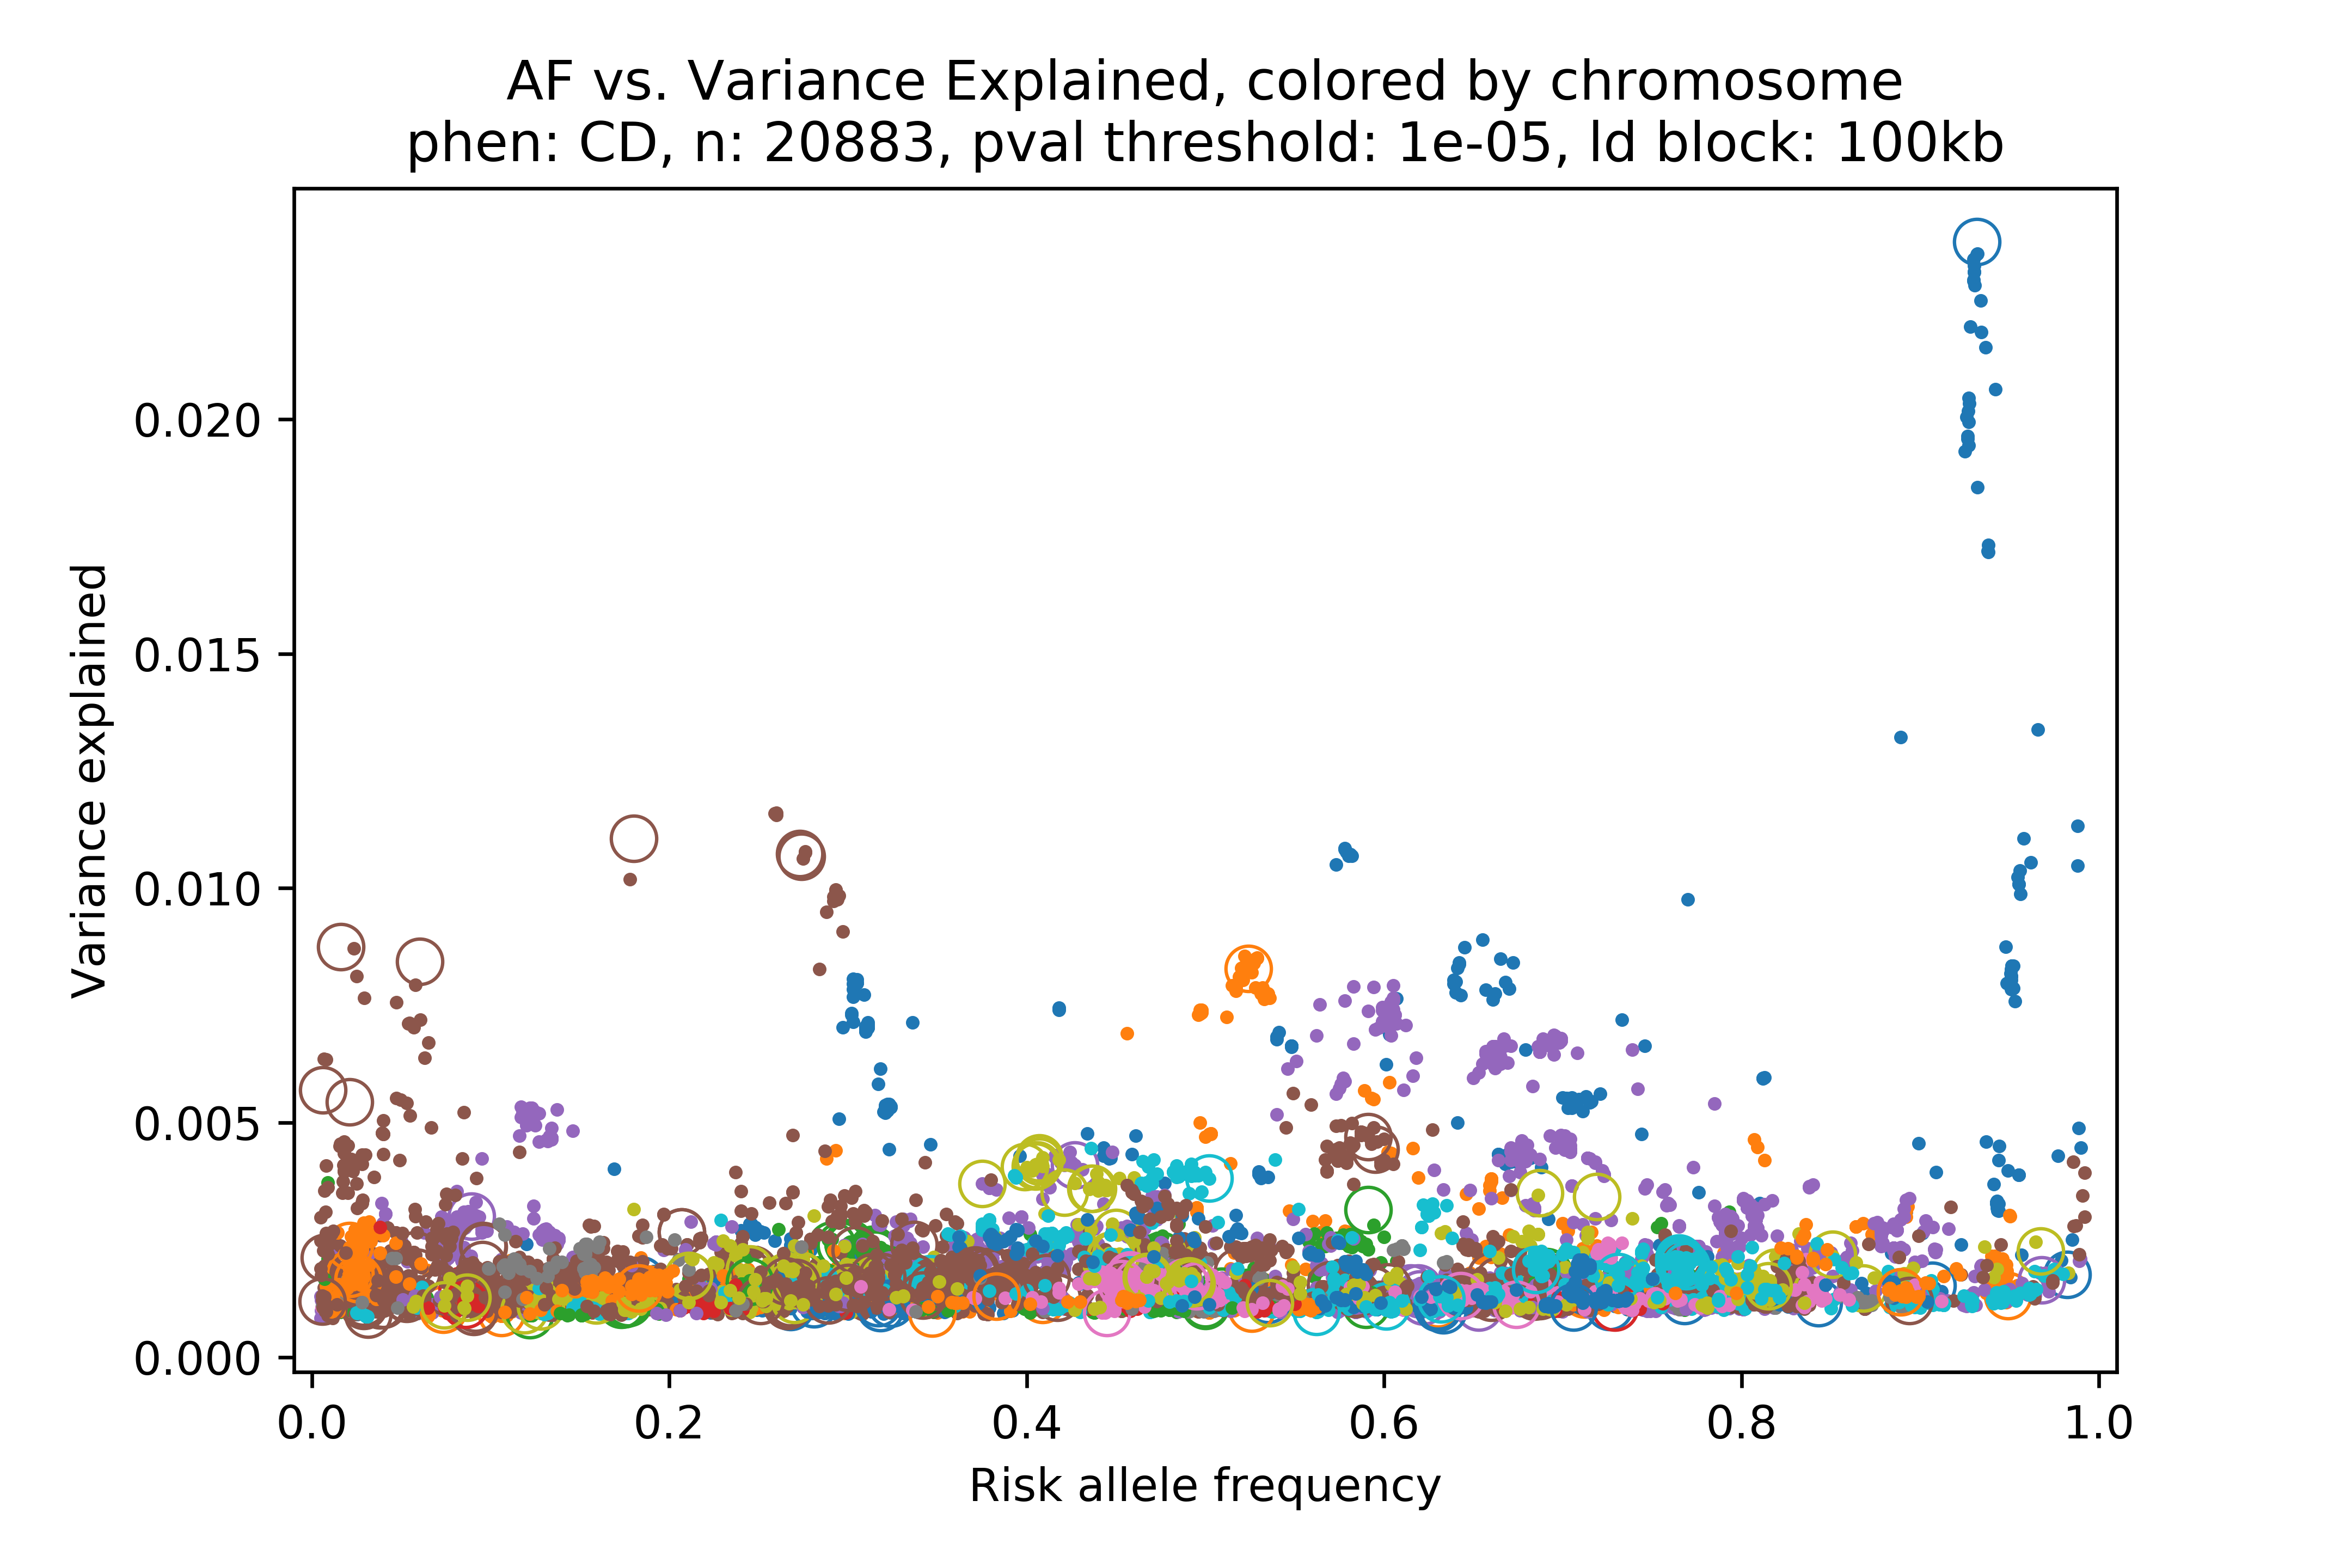 AF vs. Variance Explained, colored by chromosome
phen: CD, n: 20883, pval threshold: 1e-05, ld block: 100kb
Variance explained
0.020
0.015
0.010
0.005
0.000
0.0 0.2 0.4 0.6 0.8 1.0
Risk allele frequency